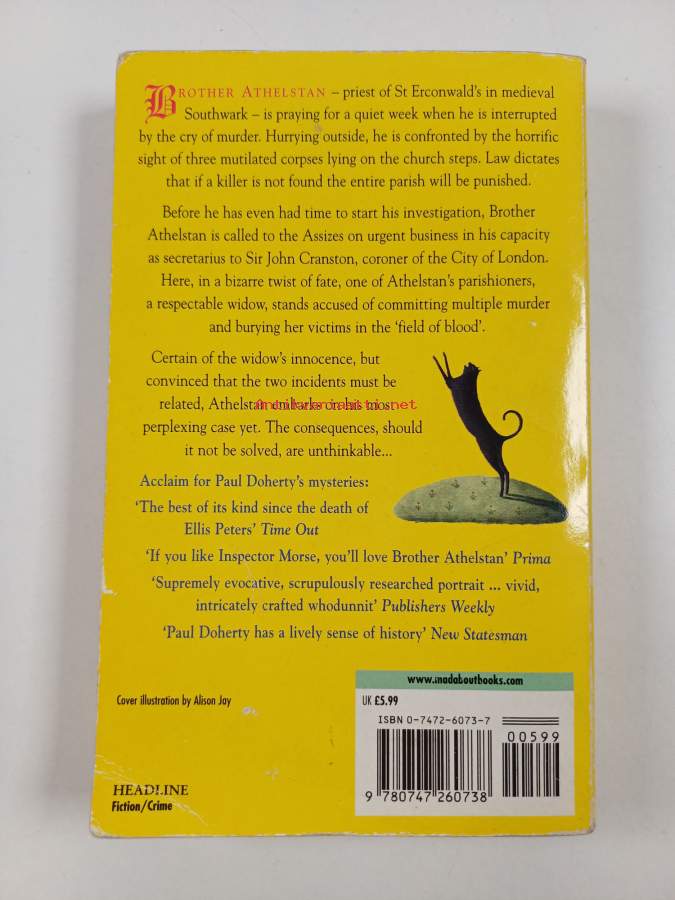 BROTHER ATHELSTAN – priest of St Erconwald's in medieval
Southwark – is praying for a quiet week when he is interrupted
by the cry of murder. Hurrying outside, he is confronted by the horrific
sight of three mutilated corpses lying on the church steps. Law dictates
that if a killer is not found the entire parish will be punished.
Before he has even had time to start his investigation, Brother
Athelstan is called to the Assizes on urgent business in his capacity
as secretarius to Sir John Cranston, coroner of the City of London.
Here, in a bizarre twist of fate, one of Athelstan's parishioners,
a respectable widow, stands accused of committing multiple murder
and burying her victims in the 'field of blood'.
Certain of the widow's innocence, but
convinced that the two incidents must be
related, Athelstan on his most
perplexing case yet. The consequences, should
it not be solved, are unthinkable...
Acclaim for Paul Doherty's mysteries:
'The best of its kind since the death of
Ellis Peters' Time Out
'If you like Inspector Morse, you'll love Brother Athelstan' Prima
'Supremely evocative, scrupulously researched portrait ... vivid,
intricately crafted whodunnit' Publishers Weekly
'Paul Doherty has a lively sense of history' New Statesman
www.madaboutbooks.com
Cover illustration by Alison Jay
UK £5.99
ISBN 0-7472-6073-7
00599
9 780747 260738
HEADLINE
Fiction/Crime